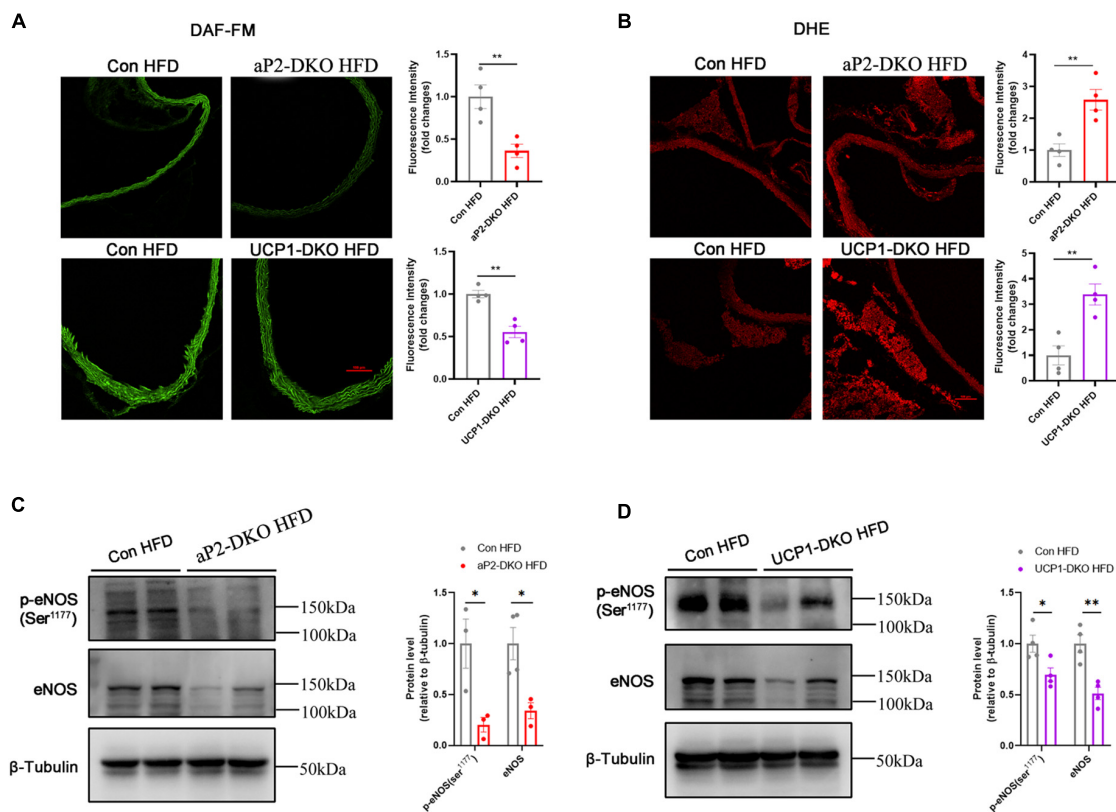 A
DAF-FM
Con HFD
aP2-DKO HFD
Fluorescence Intensity
(fold changes)
1.5
1.0
0.5
0.0
**
Con HFD
aP2-DKO HFD
Con HFD
UCP1-DKO HFD
Fluorescence Intensity
(fold changes)
1.5
1.0
0.5
0.0
**
Con HFD
UCP1-DKO HFD
B
DHE
Con HFD
aP2-DKO HFD
Fluorescence Intensity
(fold changes)
4
3
2
1
0
**
Con HFD
aP2-DKO HFD
Con HFD
UCP1-DKO HFD
Fluorescence Intensity
(fold changes)
5
4
3
2
1
0
**
Con HFD
UCP1-DKO HFD
C
Con HFD
aP2-DKO HFD
p-eNOS
(Ser¹¹⁷⁷)
150kDa
100kDa
eNOS
150kDa
100kDa
β-Tubulin
50kDa
Con HFD
aP2-DKO HFD
Protein level
(relative to β-tubulin)
1.5
1.0
0.5
0.0
*
*
p-eNOS(ser¹¹⁷⁷)
eNOS
D
Con HFD
UCP1-DKO HFD
p-eNOS
(Ser¹¹⁷⁷)
150kDa
100kDa
eNOS
150kDa
100kDa
β-Tubulin
50kDa
Con HFD
UCP1-DKO HFD
Protein level
(relative to β-tubulin)
1.5
1.0
0.5
0.0
*
**
p-eNOS(ser¹¹⁷⁷)
eNOS